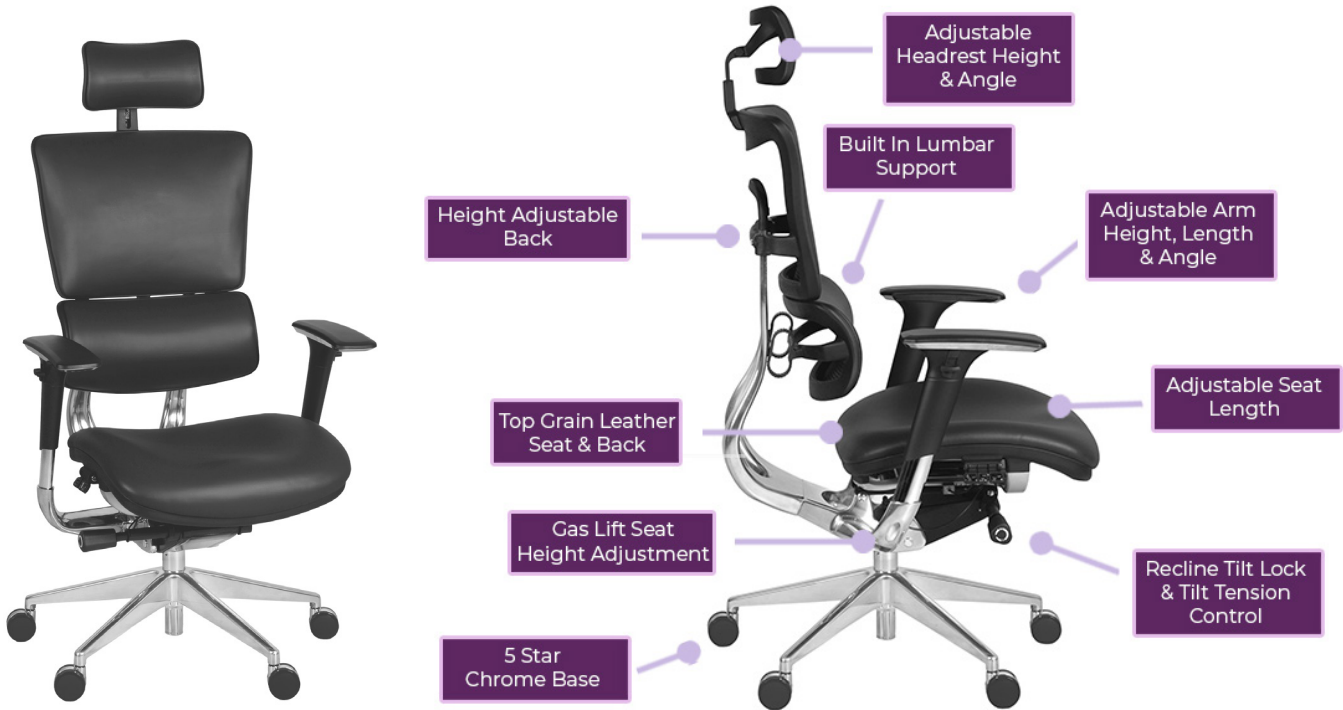 Adjustable
Headrest Height
& Angle
Built In Lumbar
Support
Height Adjustable
Back
Adjustable Arm
Height, Length
& Angle
Adjustable Seat
Length
Top Grain Leather
Seat & Back
Gas Lift Seat
Height Adjustment
Recline Tilt Lock
& Tilt Tension
Control
5 Star
Chrome Base